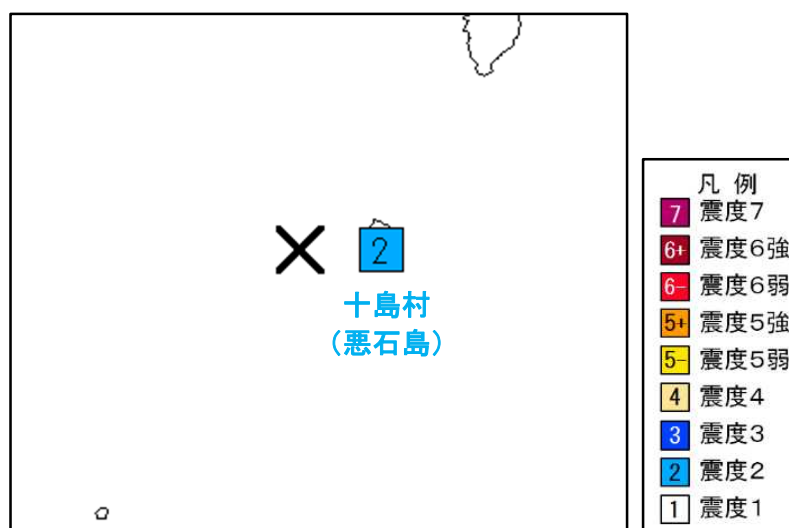 2
十島村
（悪石島）
凡例
7 震度7
6+ 震度6強
6- 震度6弱
5+ 震度5強
5- 震度5弱
4 震度4
3 震度3
2 震度2
1 震度1